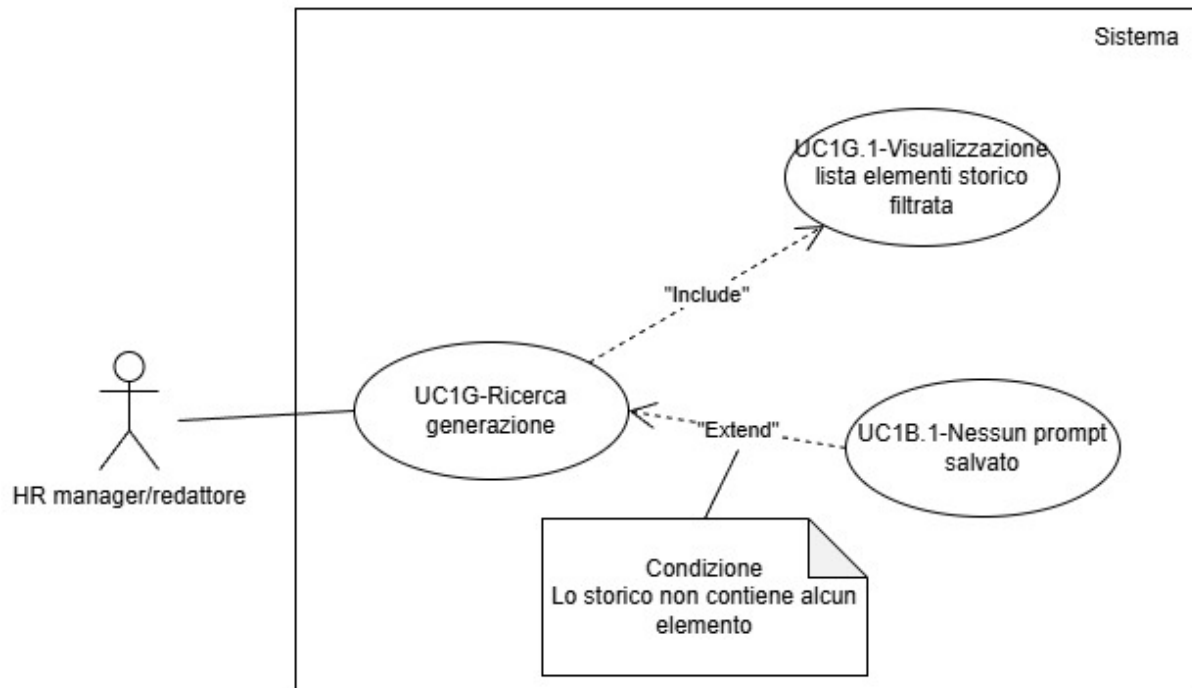 Sistema
UC1G.1-Visualizzazione
lista elementi storico
filtrata
"Include"
UC1G-Ricerca
generazione
"Extend"
UC1B.1-Nessun prompt
salvato
HR manager/redattore
Condizione
Lo storico non contiene alcun
elemento